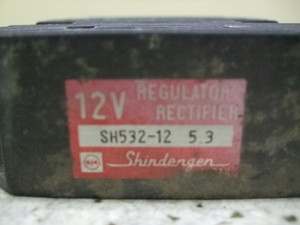 12V REGULATOR
RECTIFIER
SH532-12 5.3
Shindengen